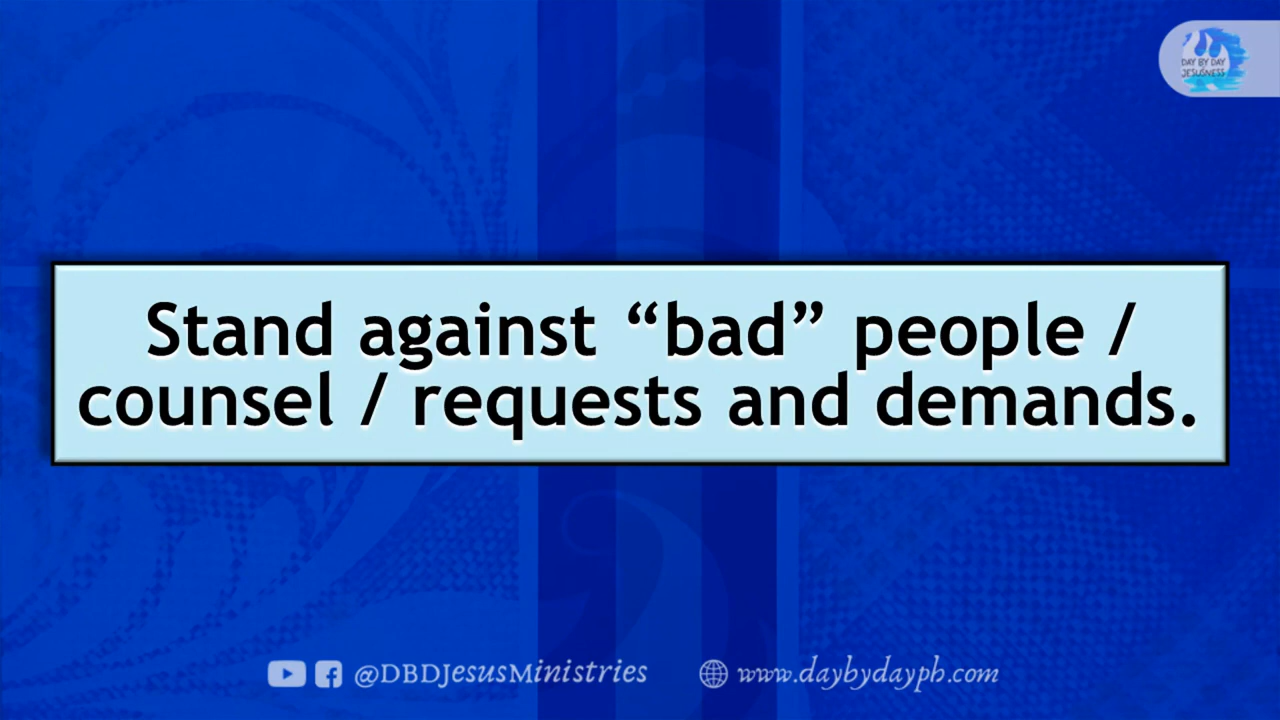 DAY BY DAY
JESUSNESS
Stand against “bad” people /
counsel / requests and demands.
@DBDJesusMinistries
www.daybydayph.com